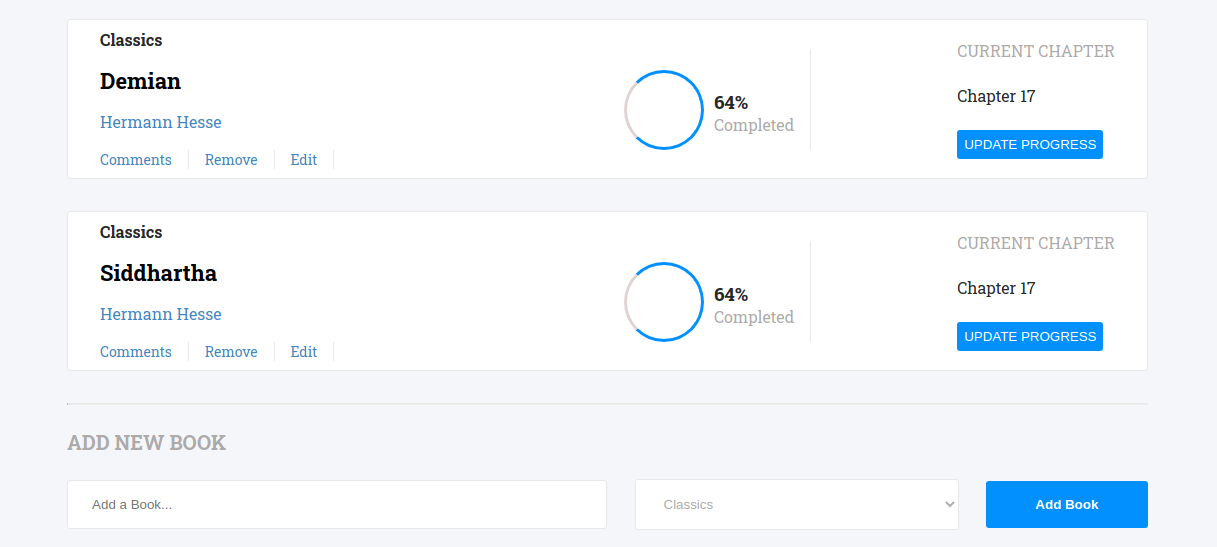 Classics
Demian
Hermann Hesse
Comments Remove Edit
64%
Completed
CURRENT CHAPTER
Chapter 17
UPDATE PROGRESS
Classics
Siddhartha
Hermann Hesse
Comments Remove Edit
64%
Completed
CURRENT CHAPTER
Chapter 17
UPDATE PROGRESS
ADD NEW BOOK
Add a Book... Classics Add Book